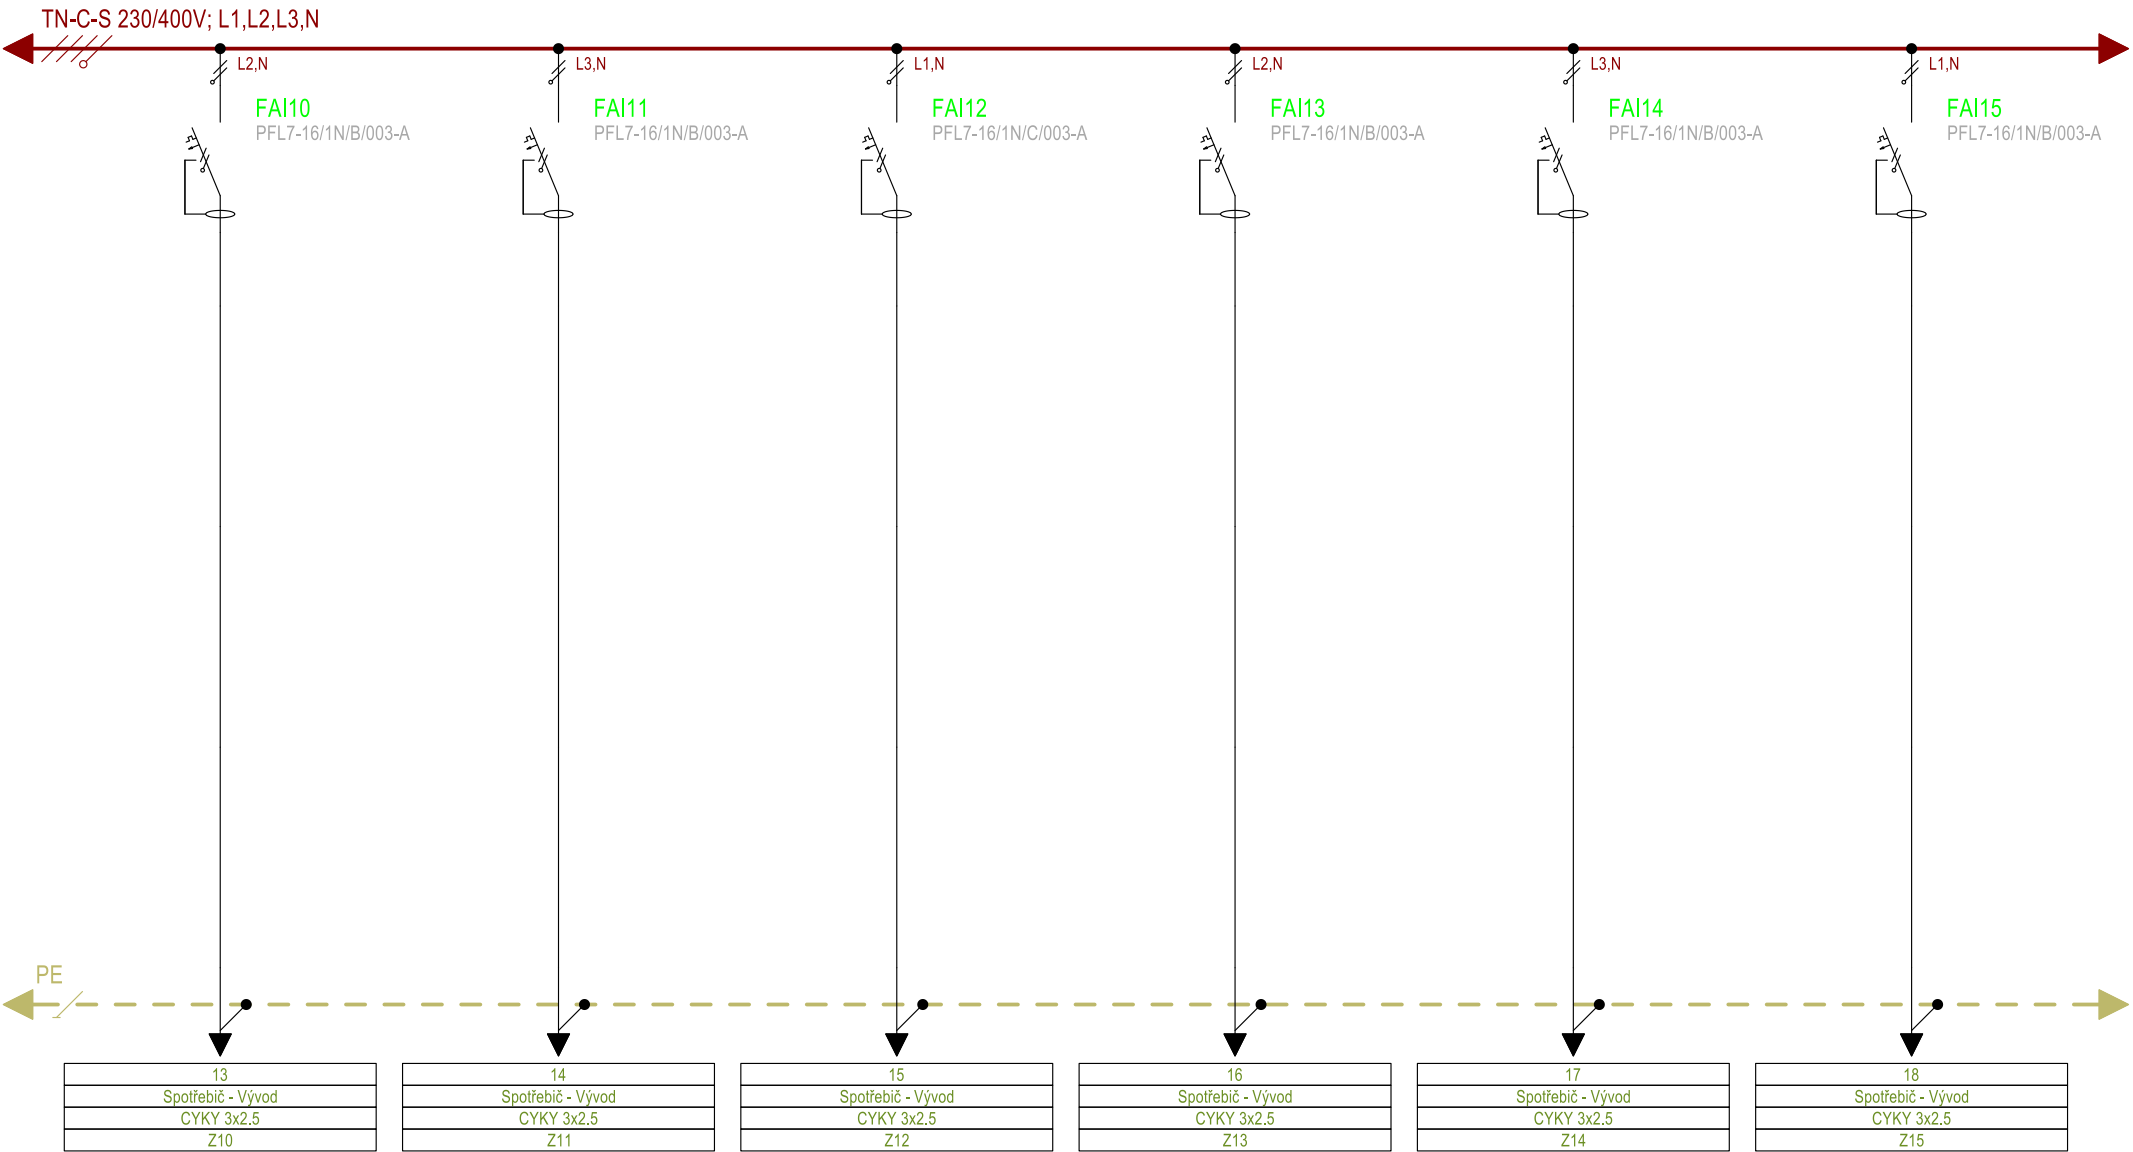 TN-C-S 230/400V; L1,L2,L3,N
L2,N
L3,N
L1,N
L2,N
L3,N
L1,N
FAI10
PFL7-16/1N/B/003-A
FAI11
PFL7-16/1N/B/003-A
FAI12
PFL7-16/1N/C/003-A
FAI13
PFL7-16/1N/B/003-A
FAI14
PFL7-16/1N/B/003-A
FAI15
PFL7-16/1N/B/003-A
PE
13
Spotřebič - Vývod
CYKY 3x2.5
Z10
14
Spotřebič - Vývod
CYKY 3x2.5
Z11
15
Spotřebič - Vývod
CYKY 3x2.5
Z12
16
Spotřebič - Vývod
CYKY 3x2.5
Z13
17
Spotřebič - Vývod
CYKY 3x2.5
Z14
18
Spotřebič - Vývod
CYKY 3x2.5
Z15